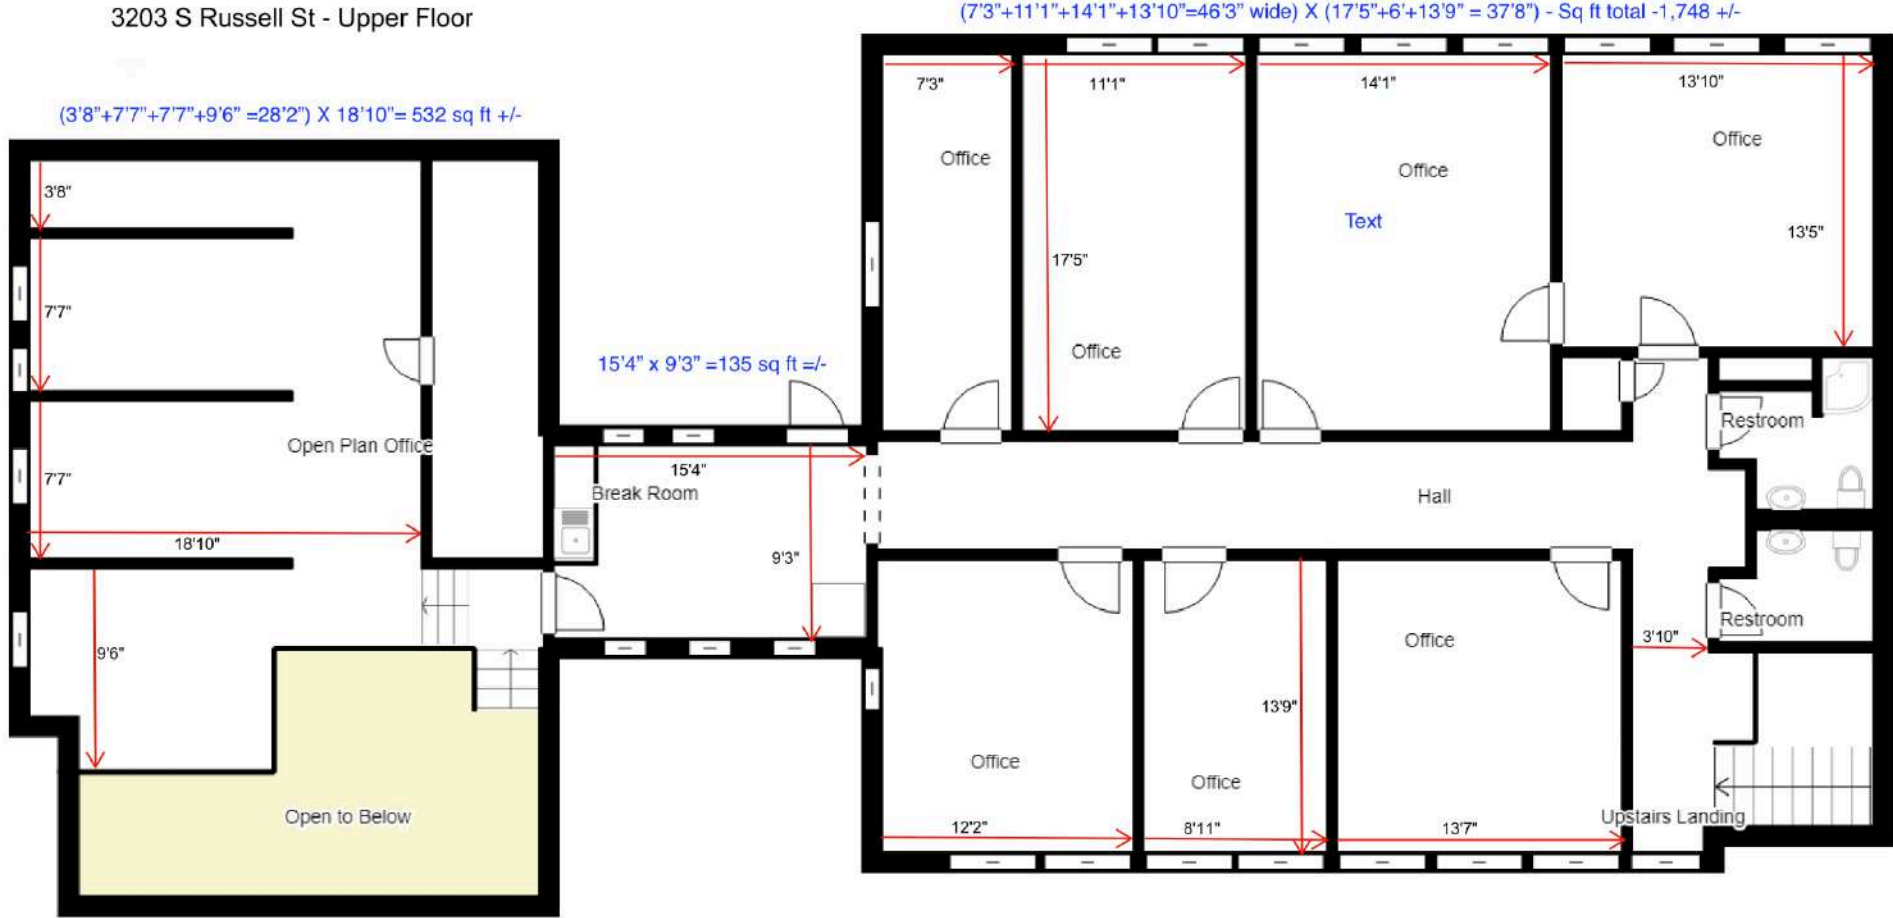 3203 S Russell St - Upper Floor
(7'3"+11'1"+14'1"+13'10"=46'3" wide) X (17'5"+6'+13'9" = 37'8") - Sq ft total -1,748 +/-
(3'8"+7'7"+7'7"+9'6" =28'2") X 18'10"= 532 sq ft +/-
7'3"
11'1"
14'1"
13'10"
Office
Office
Office
3'8"
Text
13'5"
17'5"
7'7"
Office
15'4" x 9'3" =135 sq ft =/-
Restroom
Open Plan Office
7'7"
15'4"
Break Room
Hall
18'10"
9'3"
Restroom
9'6"
Office
3'10"
13'9"
Office
Office
Open to Below
Upstairs Landing
12'2"
8'11"
13'7"